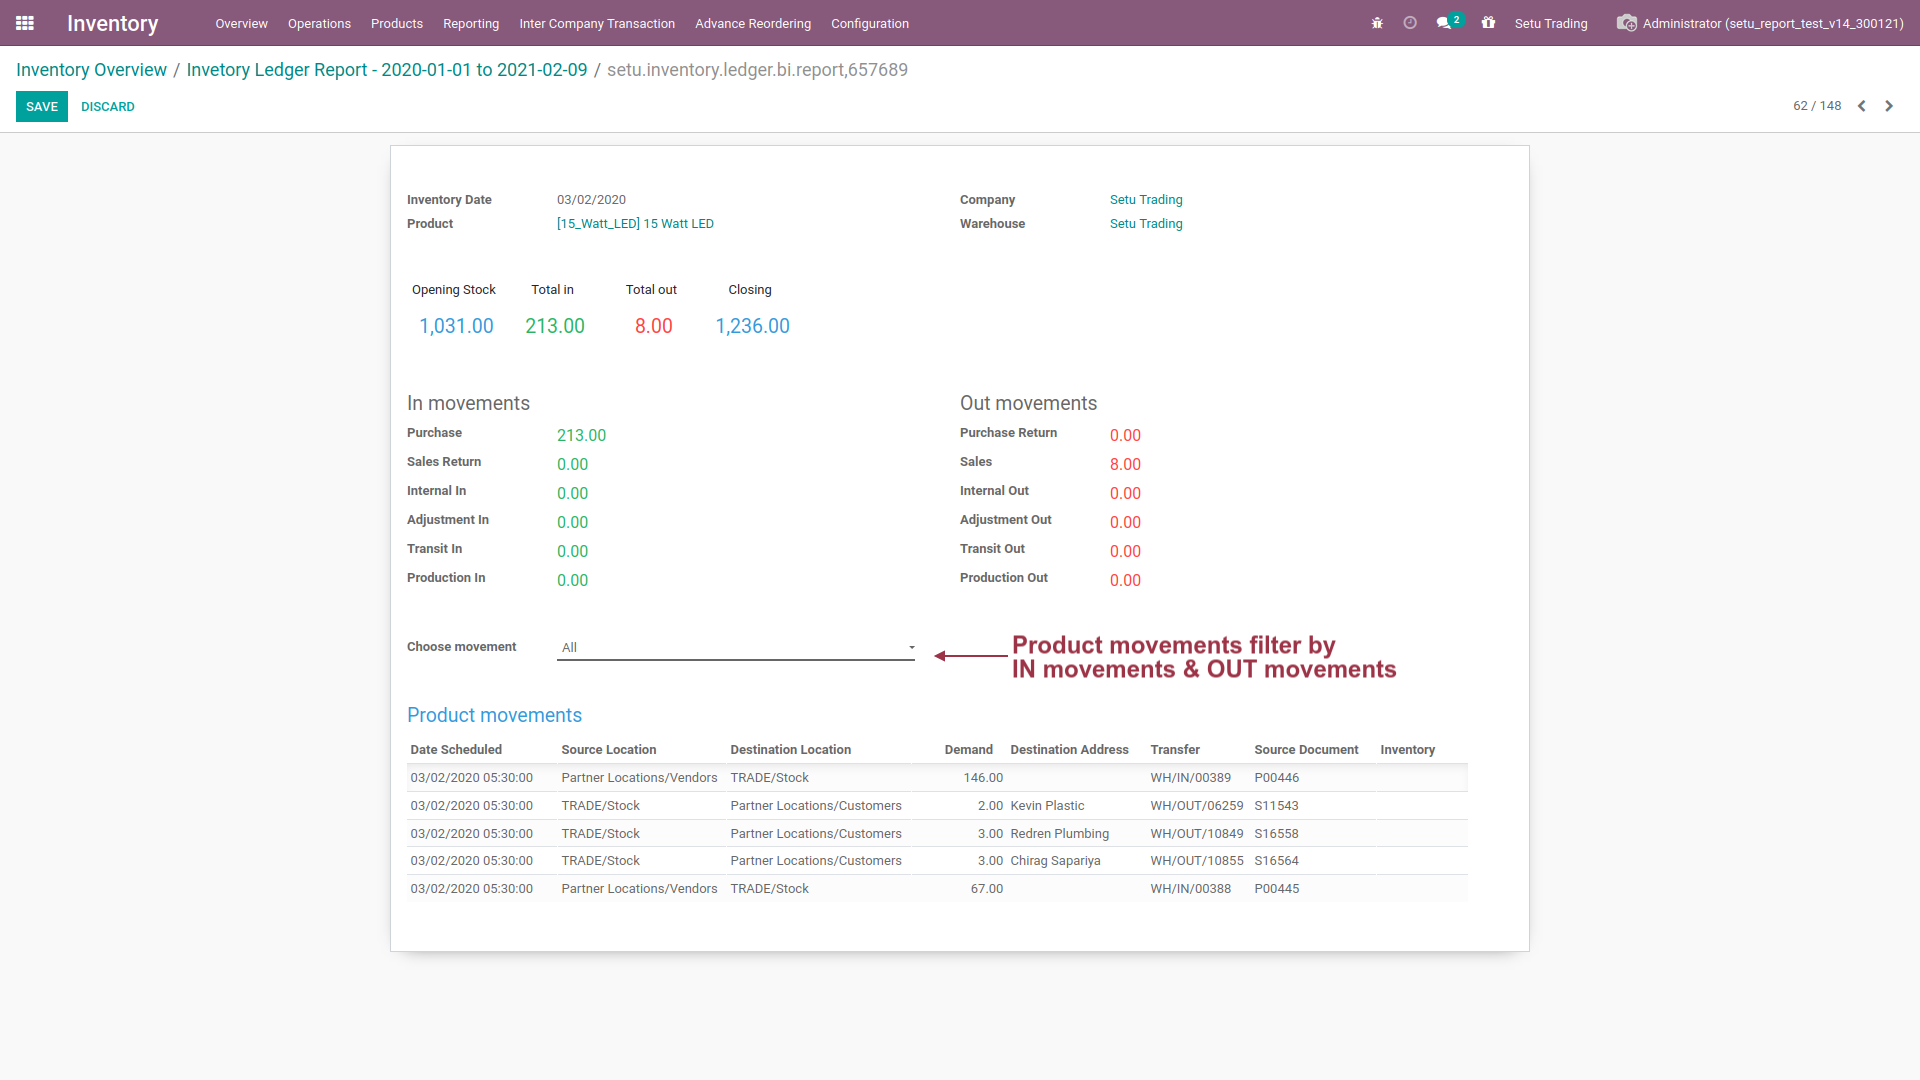 Inventory Overview Operations Products Reporting Inter Company Transaction Advance Reordering Configuration 2 Setu Trading Administrator (setu_report_test_v14_300121)
Inventory Overview / Invetory Ledger Report - 2020-01-01 to 2021-02-09 / setu.inventory.ledger.bi.report,657689
SAVE DISCARD 62 / 148
Inventory Date 03/02/2020 Company Setu Trading
Product [15_Watt_LED] 15 Watt LED Warehouse Setu Trading
Opening Stock Total in Total out Closing
1,031.00 213.00 8.00 1,236.00
In movements Out movements
Purchase 213.00 Purchase Return 0.00
Sales Return 0.00 Sales 8.00
Internal In 0.00 Internal Out 0.00
Adjustment In 0.00 Adjustment Out 0.00
Transit In 0.00 Transit Out 0.00
Production In 0.00 Production Out 0.00
Choose movement All
Product movements filter by
IN movements & OUT movements
Product movements
Date Scheduled Source Location Destination Location Demand Destination Address Transfer Source Document Inventory
03/02/2020 05:30:00 Partner Locations/Vendors TRADE/Stock 146.00 WH/IN/00389 P00446
03/02/2020 05:30:00 TRADE/Stock Partner Locations/Customers 2.00 Kevin Plastic WH/OUT/06259 S11543
03/02/2020 05:30:00 TRADE/Stock Partner Locations/Customers 3.00 Redren Plumbing WH/OUT/10849 S16558
03/02/2020 05:30:00 TRADE/Stock Partner Locations/Customers 3.00 Chirag Sapariya WH/OUT/10855 S16564
03/02/2020 05:30:00 Partner Locations/Vendors TRADE/Stock 67.00 WH/IN/00388 P00445